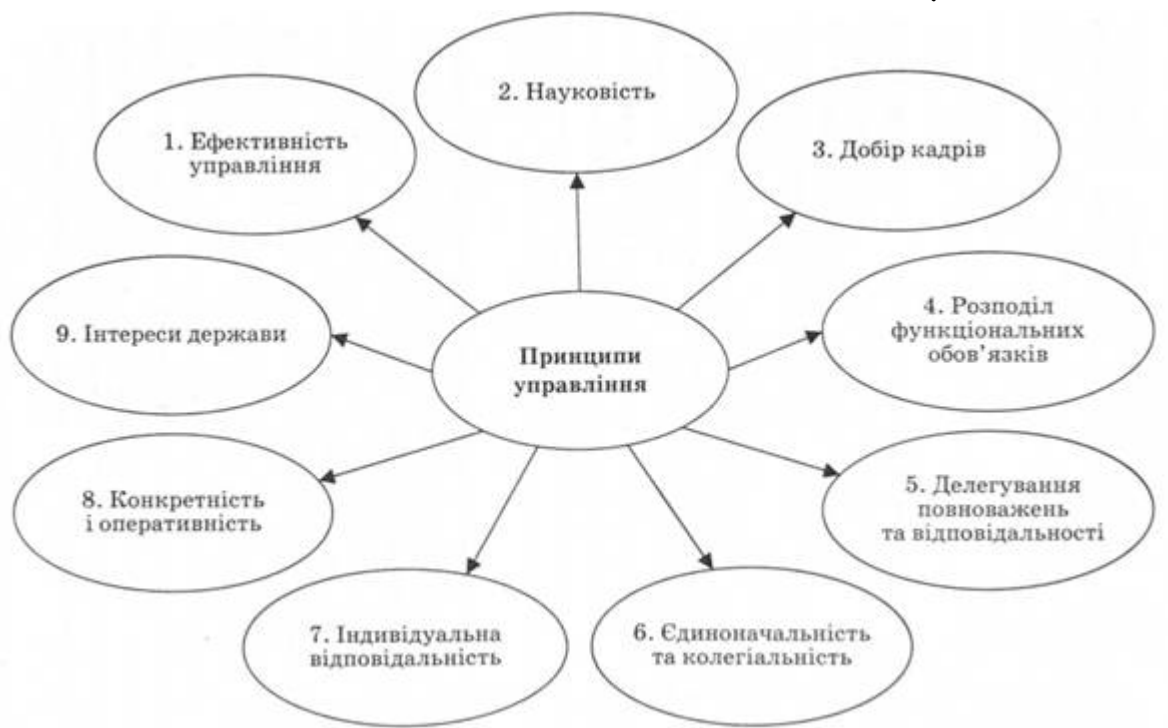 1. Ефективність
управління
2. Науковість
3. Добір кадрів
4. Розподіл
функціональних
обов’язків
5. Делегування
повноважень
та відповідальності
6. Єдиноначальність
та колегіальність
7. Індивідуальна
відповідальність
8. Конкретність
і оперативність
9. Інтереси держави
Принципи
управління